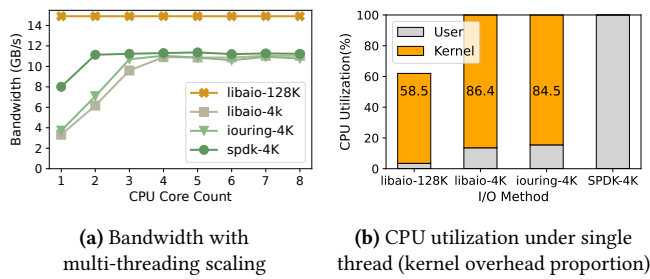 Bandwidth (GB/s)
14
12
10
8
6
4
2
0
libaio-128K
libaio-4k
iouring-4K
spdk-4K
1 2 3 4 5 6 7 8
CPU Core Count
(a) Bandwidth with
multi-threading scaling
CPU Utilization(%)
100
80
60
40
20
0
User
Kernel
58.5
86.4
84.5
libaio-128K libaio-4K iouring-4K SPDK-4K
I/O Method
(b) CPU utilization under single
thread (kernel overhead proportion)